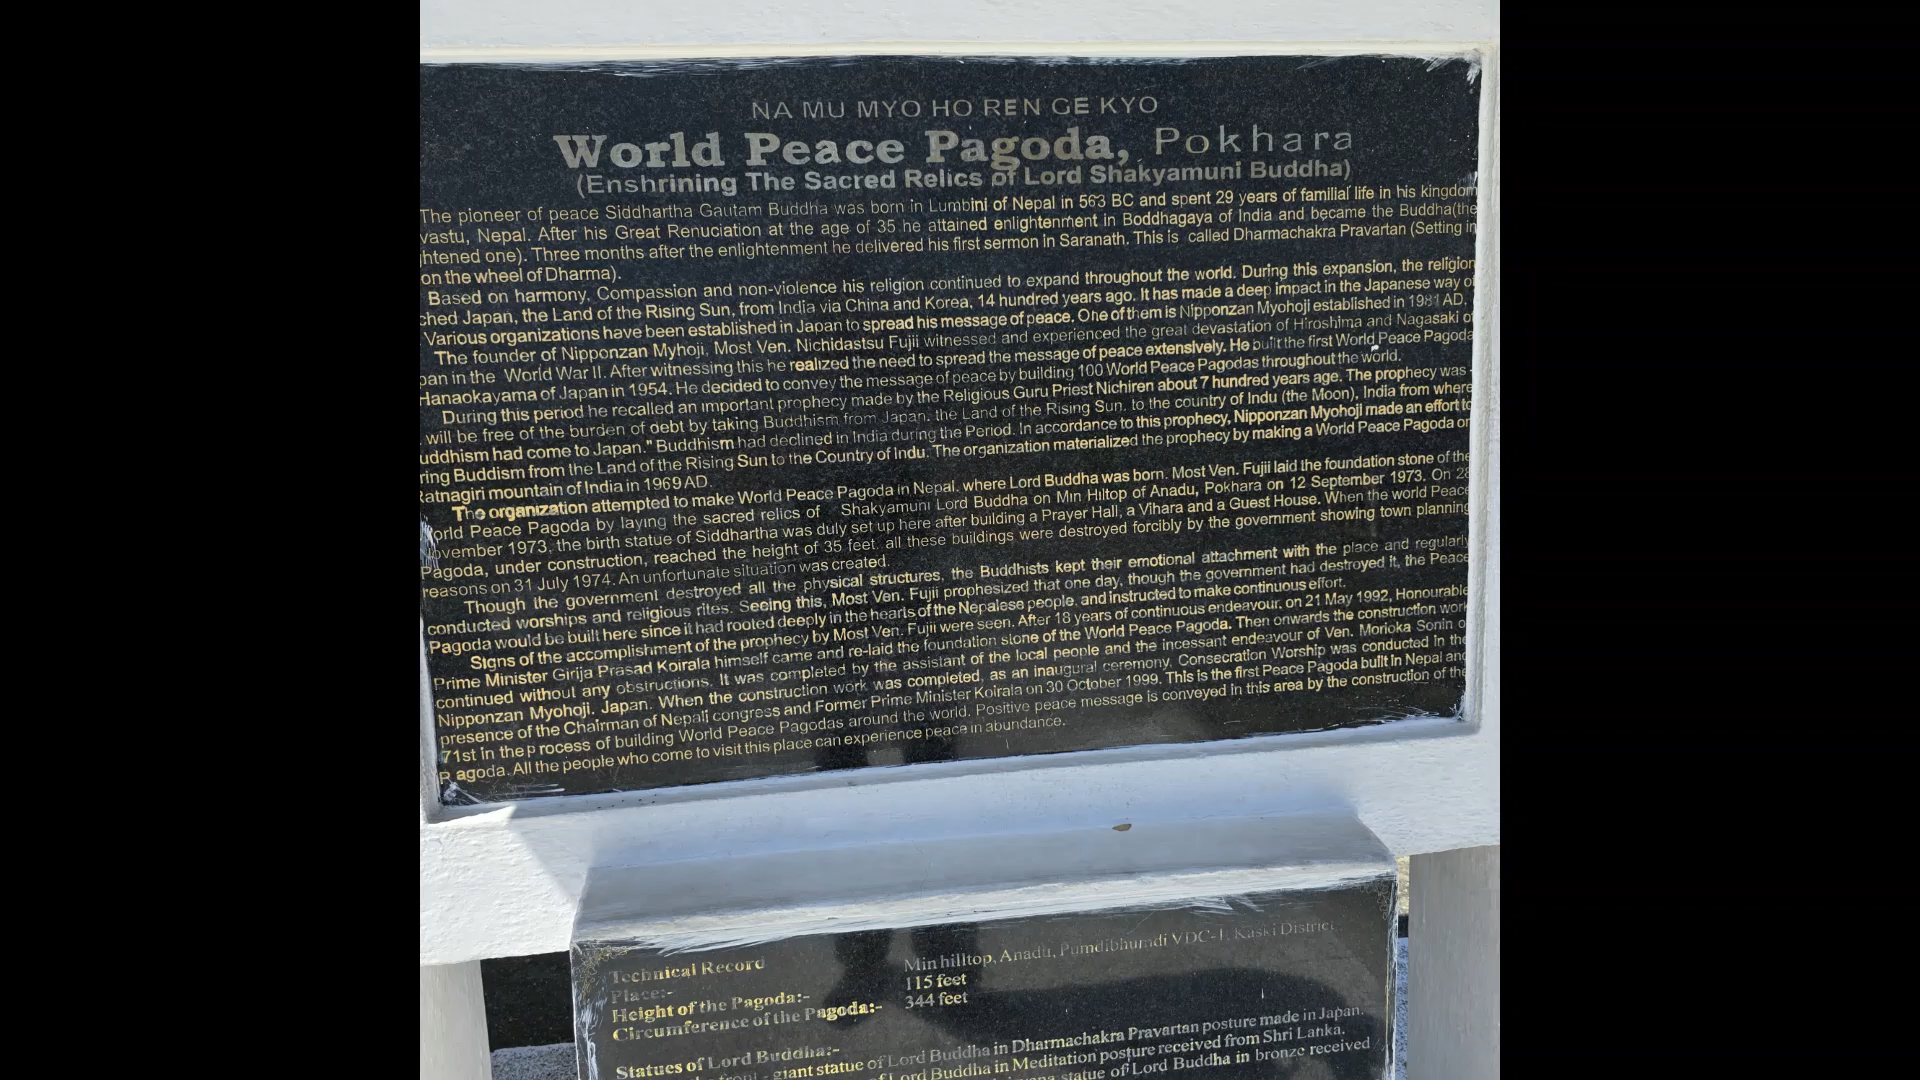 NA MU MYO HO REN GE KYO
World Peace Pagoda, Pokhara
(Enshrining The Sacred Relics of Lord Shakyamuni Buddha)
The pioneer of peace Siddhartha Gautam Buddha was born in Lumbini of Nepal in 563 BC and spent 29 years of familial life in his kingdom
vastu, Nepal. After his Great Renuciation at the age of 35 he attained enlightenment in Boddhagaya of India and became the Buddha(the
ghtened one). Three months after the enlightenment he delivered his first sermon in Saranath. This is called Dharmachakra Pravartan (Setting in
on the wheel of Dharma).
Based on harmony, Compassion and non-violence his religion continued to expand throughout the world. During this expansion, the religion
ched Japan, the Land of the Rising Sun, from India via China and Korea, 14 hundred years ago. It has made a deep impact in the Japanese way of
Various organizations have been established in Japan to spread his message of peace. One of them is Nipponzan Myohoji established in 1981 AD,
The founder of Nipponzan Myhoji, Most Ven. Nichidastsu Fujii witnessed and experienced the great devastation of Hiroshima and Nagasaki of
pan in the World War II. After witnessing this he realized the need to spread the message of peace extensively. He built the first World Peace Pagoda
Hanaokayama of Japan in 1954. He decided to convey the message of peace by building 100 World Peace Pagodas throughout the world.
During this period he recalled an important prophecy made by the Religious Guru Priest Nichiren about 7 hundred years age. The prophecy was -
will be free of the burden of debt by taking Buddhism from Japan, the Land of the Rising Sun, to the country of Indu (the Moon), India from where
uddhism had come to Japan." Buddhism had declined in India during the Period. In accordance to this prophecy, Nipponzan Myohoji made an effort to
ring Buddism from the Land of the Rising Sun to the Country of Indu. The organization materialized the prophecy by making a World Peace Pagoda on
Ratnagiri mountain of India in 1969 AD.
The organization attempted to make World Peace Pagoda in Nepal, where Lord Buddha was born. Most Ven. Fujii laid the foundation stone of the
orld Peace Pagoda by laying the sacred relics of Shakyamuni Lord Buddha on Min Hiltop of Anadu, Pokhara on 12 September 1973. On 28
ovember 1973, the birth statue of Siddhartha was duly set up here after building a Prayer Hall, a Vihara and a Guest House. When the world Peace
Pagoda, under construction, reached the height of 35 feet, all these buildings were destroyed forcibly by the government showing town planning
reasons on 31 July 1974. An unfortunate situation was created.
Though the government destroyed all the physical structures, the Buddhists kept their emotional attachment with the place and regularly
conducted worships and religious rites. Seeing this, Most Ven. Fujii prophesized that one day, though the government had destroyed it, the Peace
Pagoda would be built here since it had rooted deeply in the hearts of the Nepalese people, and instructed to make continuous effort.
Signs of the accomplishment of the prophecy by Most Ven. Fujii were seen. After 18 years of continuous endeavour, on 21 May 1992, Honourable
Prime Minister Girija Prasad Koirala himself came and re-laid the foundation stone of the World Peace Pagoda. Then onwards the construction work
continued without any obstructions. It was completed by the assistant of the local people and the incessant endeavour of Ven. Morioka Sonin of
Nipponzan Myohoji, Japan. When the construction work was completed, as an inaugural ceremony, Consecration Worship was conducted in the
presence of the Chairman of Nepali congress and Former Prime Minister Koirala on 30 October 1999. This is the first Peace Pagoda built in Nepal and
71st in the p rocess of building World Peace Pagodas around the world. Positive peace message is conveyed in this area by the construction of the
P agoda. All the people who come to visit this place can experience peace in abundance.
Technical Record
Place:- Min hilltop, Anadu, Pumdibhumdi VDC-1, Kaski District
Height of the Pagoda:- 115 feet
Circumference of the Pagoda:- 344 feet
Statues of Lord Buddha:-
front - giant statue of Lord Buddha in Dharmachakra Pravartan posture made in Japan.
of Lord Buddha in Meditation posture received from Shri Lanka.
statue of Lord Buddha in bronze received